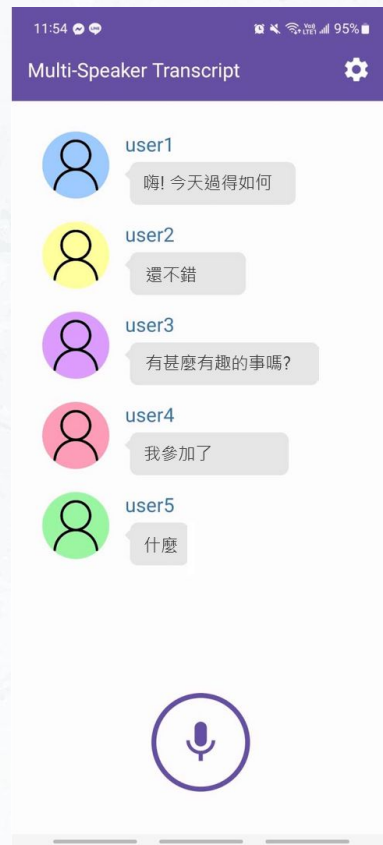 11:54 95%
Multi-Speaker Transcript
user1
嗨! 今天過得如何
user2
還不錯
user3
有甚麼有趣的事嗎?
user4
我參加了
user5
什麼